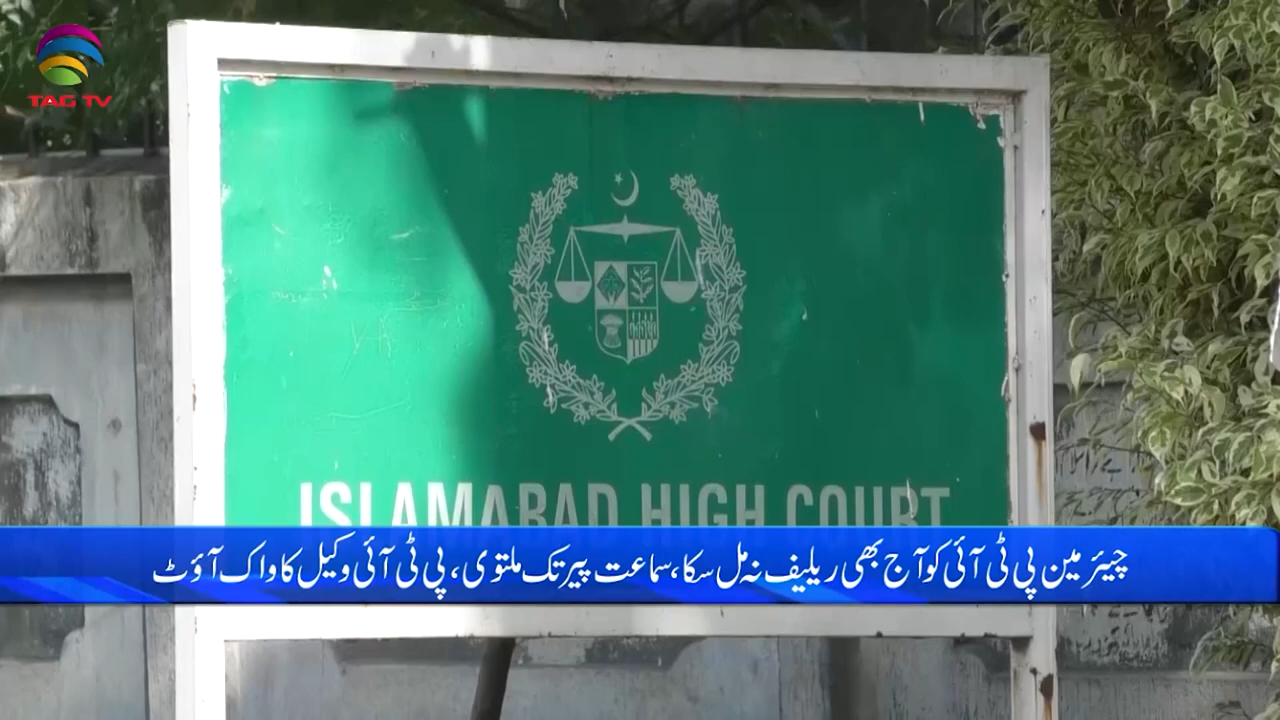 TAG TV
ISLAMABAD HIGH COURT
چیئرمین پی ٹی آئی کو آج بھی ریلیف نہ مل سکا، سماعت پیر تک ملتوی، پی ٹی آئی وکیل کا واک آؤٹ